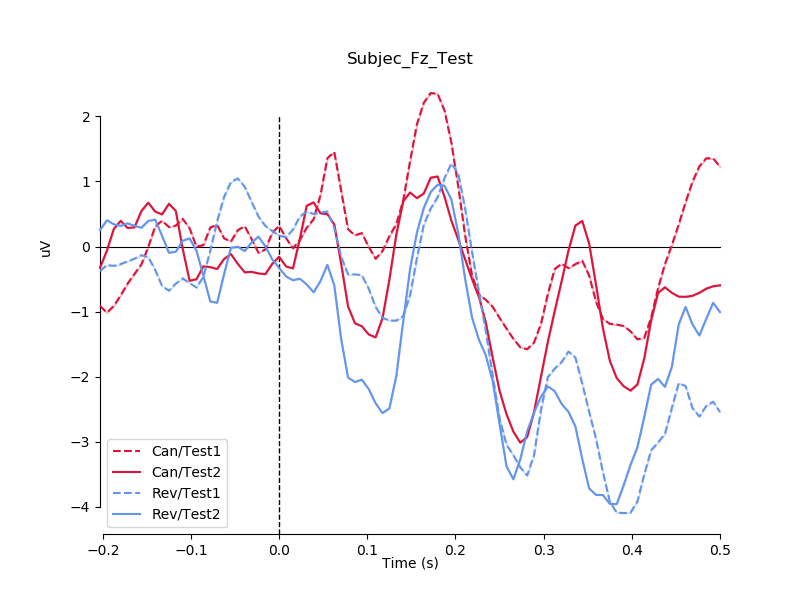 Subjec_Fz_Test
uV
2
1
0
−1
−2
−3
−4
Can/Test1
Can/Test2
Rev/Test1
Rev/Test2
−0.2 −0.1 0.0 0.1 0.2 0.3 0.4 0.5
Time (s)